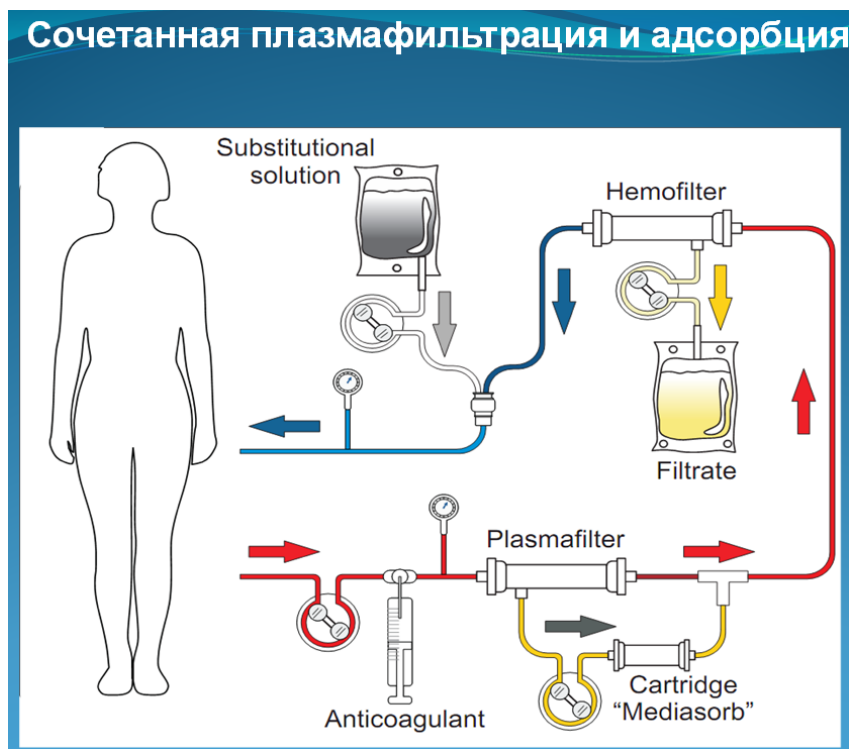 Сочетанная плазмафильтрация и адсорбция
Substitutional
solution
Hemofilter
Filtrate
Plasmafilter
Cartridge
“Mediasorb”
Anticoagulant